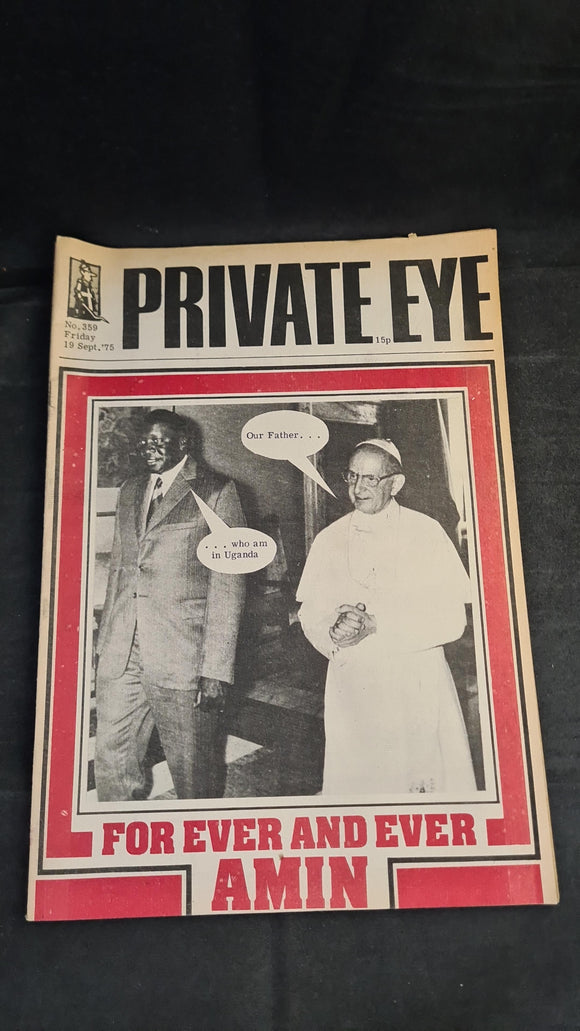 PRIVATE EYE
No. 359
Friday
19 Sept. '75
15p
Our Father. . .
. . . who am
in Uganda
FOR EVER AND EVER
AMIN